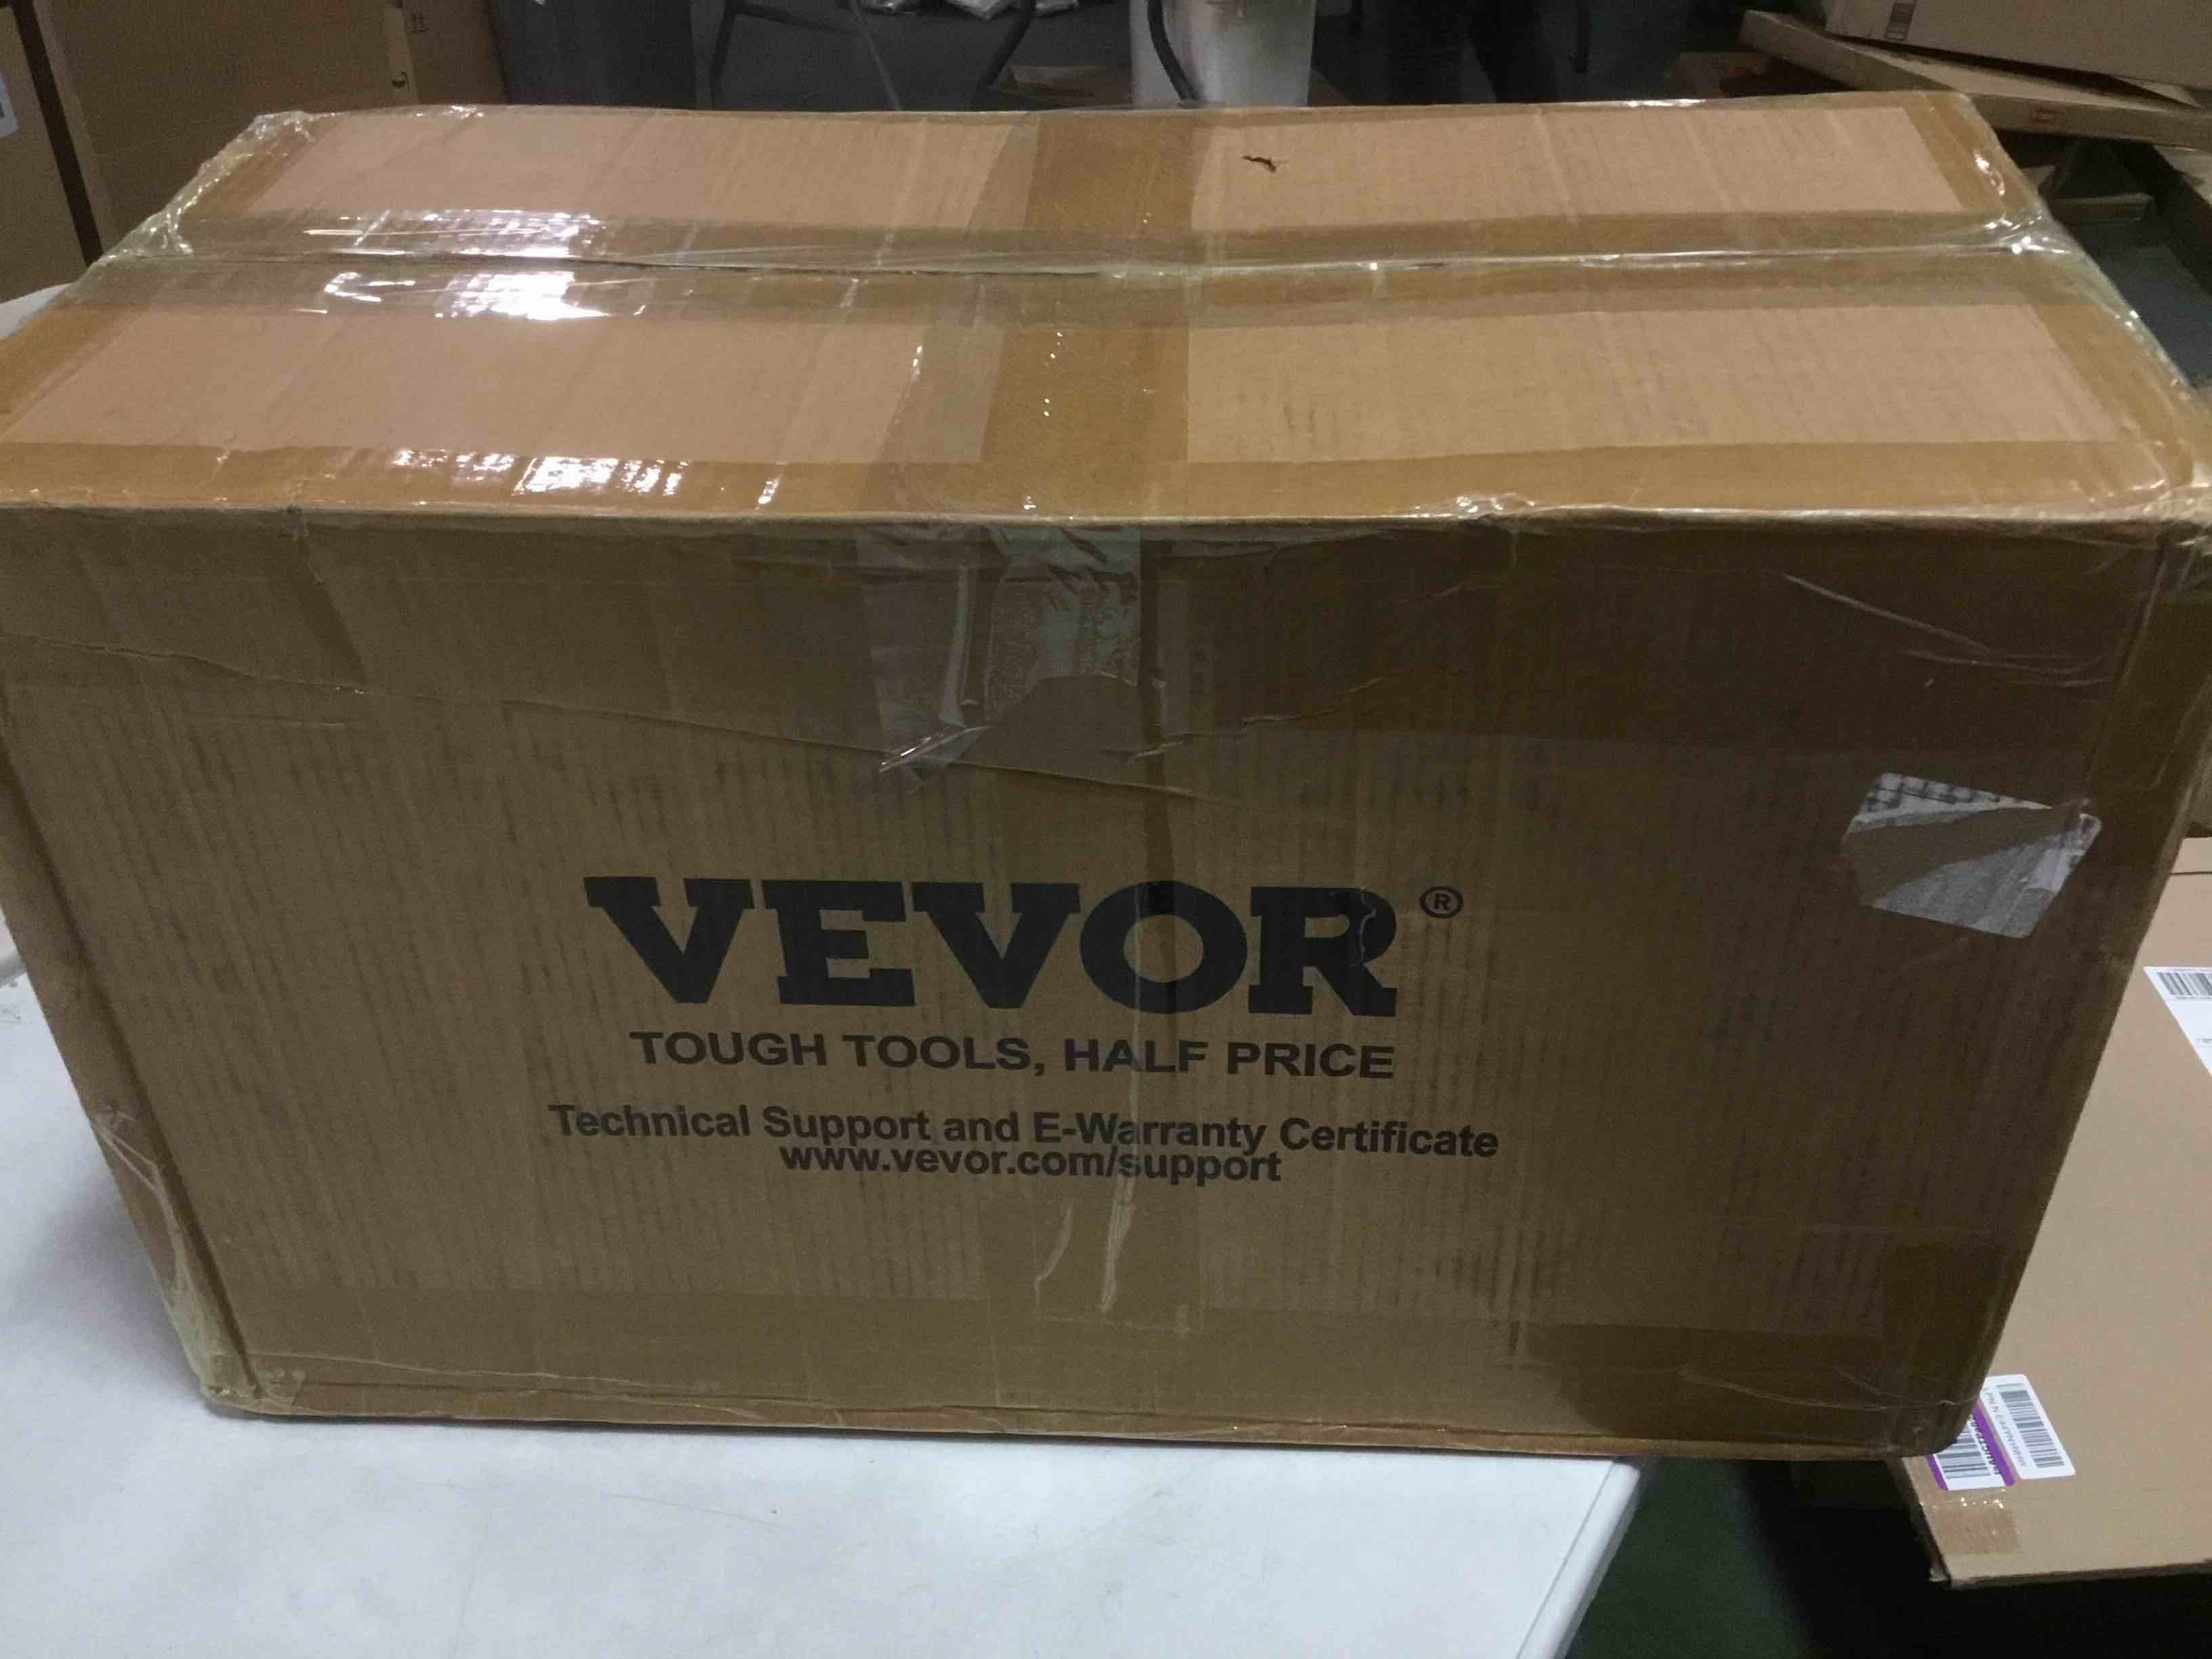 VEVOR®
TOUGH TOOLS, HALF PRICE
Technical Support and E-Warranty Certificate
www.vevor.com/support